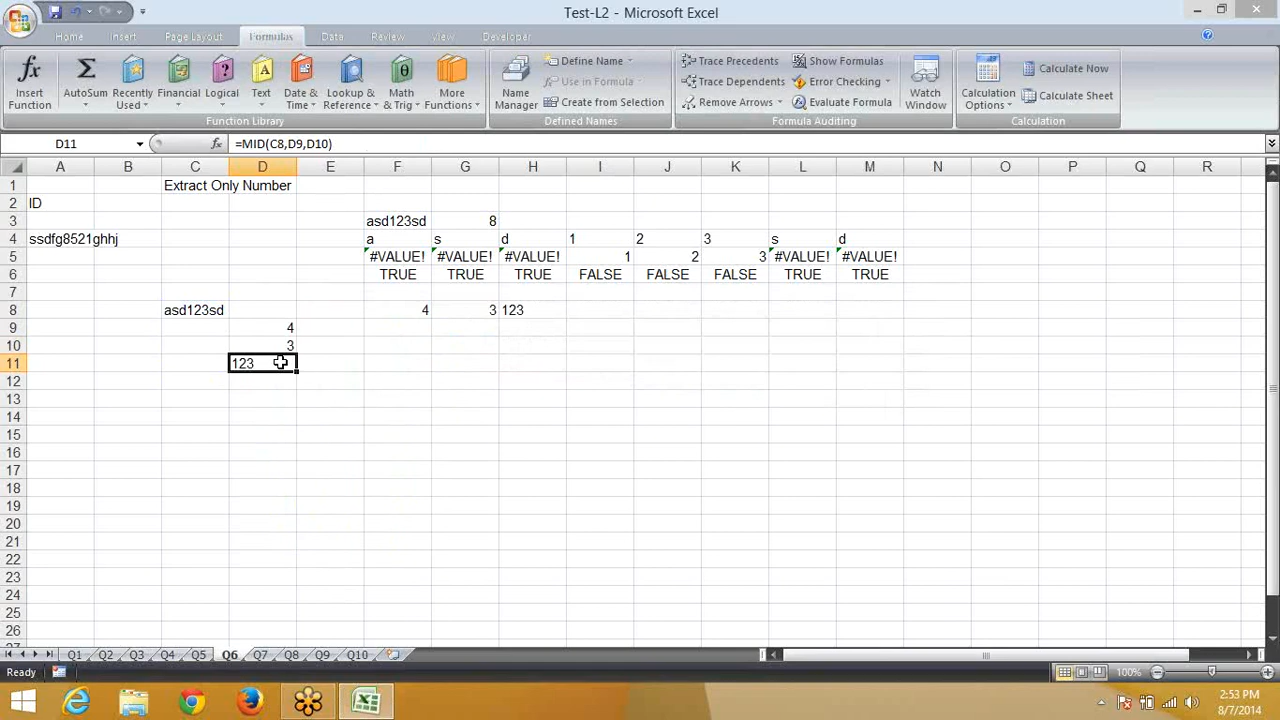 Test-L2 - Microsoft Excel
Home Insert Page Layout Formulas Data Review View Developer
fx Insert Function
Σ AutoSum
Recently Used
Financial
Logical
Text
Date & Time
Lookup & Reference
Math & Trig
More Functions
Function Library
Name Manager
Define Name
Use in Formula
Create from Selection
Defined Names
Trace Precedents
Trace Dependents
Remove Arrows
Show Formulas
Error Checking
Evaluate Formula
Formula Auditing
Watch Window
Calculation Options
Calculate Now
Calculate Sheet
Calculation
D11 fx =MID(C8,D9,D10)
A B C D E F G H I J K L M N O P Q R
1 Extract Only Number
2 ID
3 asd123sd 8
4 ssdfg8521ghhj a s d 1 2 3 s d
5 #VALUE! #VALUE! #VALUE! 1 2 3 #VALUE! #VALUE!
6 TRUE TRUE TRUE FALSE FALSE FALSE TRUE TRUE
7
8 asd123sd 4 3 123
9 4
10 3
11 123
12
13
14
15
16
17
18
19
20
21
22
23
24
25
26
27
Q1 Q2 Q3 Q4 Q5 Q6 Q7 Q8 Q9 Q10
Ready 100%
2:53 PM
8/7/2014